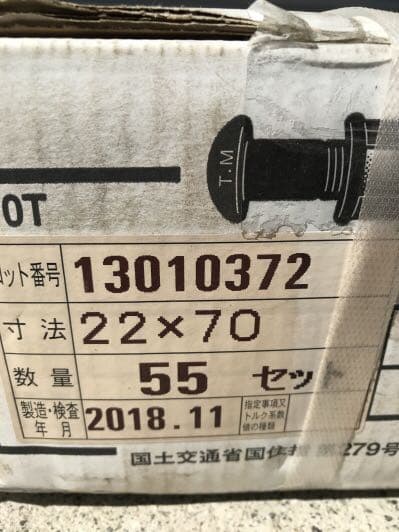 T.M
0T
ロット番号 13010372
寸法 22×70
数量 55 セット
製造・検査年月 2018.11 指定事項又トルク係数値の種類
国土交通省国住指 第279号